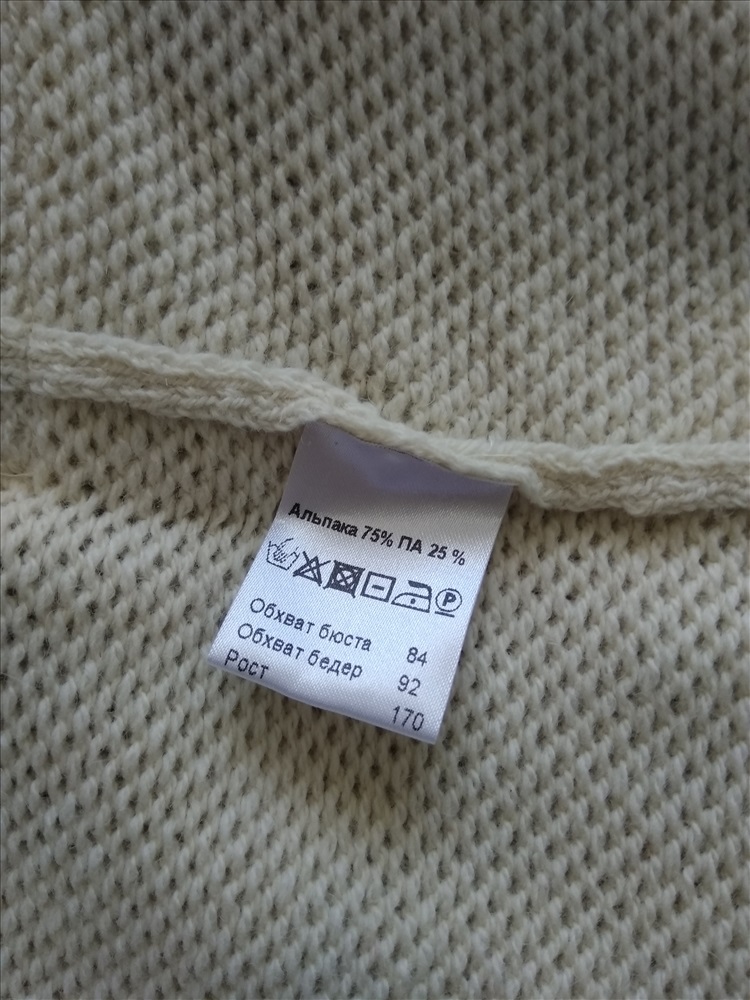 Альпака 75% ПА 25 %
P
Обхват бюста 84
Обхват бедер 92
Рост 170